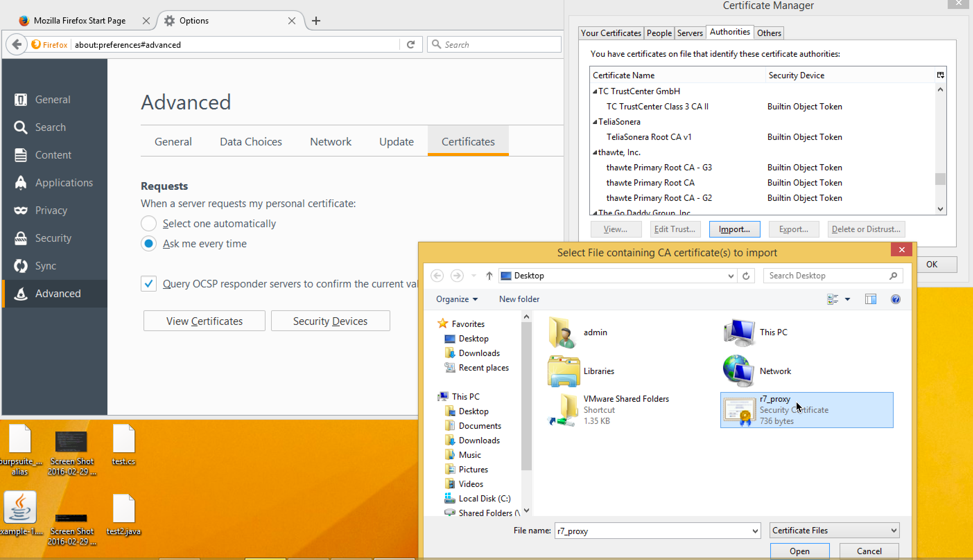 Mozilla Firefox Start Page
Options
Firefox
about:preferences#advanced
Search
General
Search
Content
Applications
Privacy
Security
Sync
Advanced
Advanced
General Data Choices Network Update Certificates
Requests
When a server requests my personal certificate:
Select one automatically
Ask me every time
Query OCSP responder servers to confirm the current val
View Certificates
Security Devices
Certificate Manager
Your Certificates People Servers Authorities Others
You have certificates on file that identify these certificate authorities:
Certificate Name Security Device
TC TrustCenter GmbH
TC TrustCenter Class 3 CA II Builtin Object Token
TeliaSonera
TeliaSonera Root CA v1 Builtin Object Token
thawte, Inc.
thawte Primary Root CA - G3 Builtin Object Token
thawte Primary Root CA Builtin Object Token
thawte Primary Root CA - G2 Builtin Object Token
The Go Daddy Group, Inc.
View... Edit Trust... Import... Export... Delete or Distrust...
OK
Select File containing CA certificate(s) to import
Desktop
Search Desktop
Organize New folder
Favorites
Desktop
Downloads
Recent places
This PC
Desktop
Documents
Downloads
Music
Pictures
Videos
Local Disk (C:)
Shared Folders (\
admin
This PC
Libraries
Network
VMware Shared Folders
Shortcut
1.35 KB
r7_proxy
Security Certificate
736 bytes
File name: r7_proxy
Certificate Files
Open
Cancel
burpsuite_...
alias
Screen Shot
2016-02-29 ...
test.cs
example-1....
Screen Shot
2016-02-29 ...
test2.java